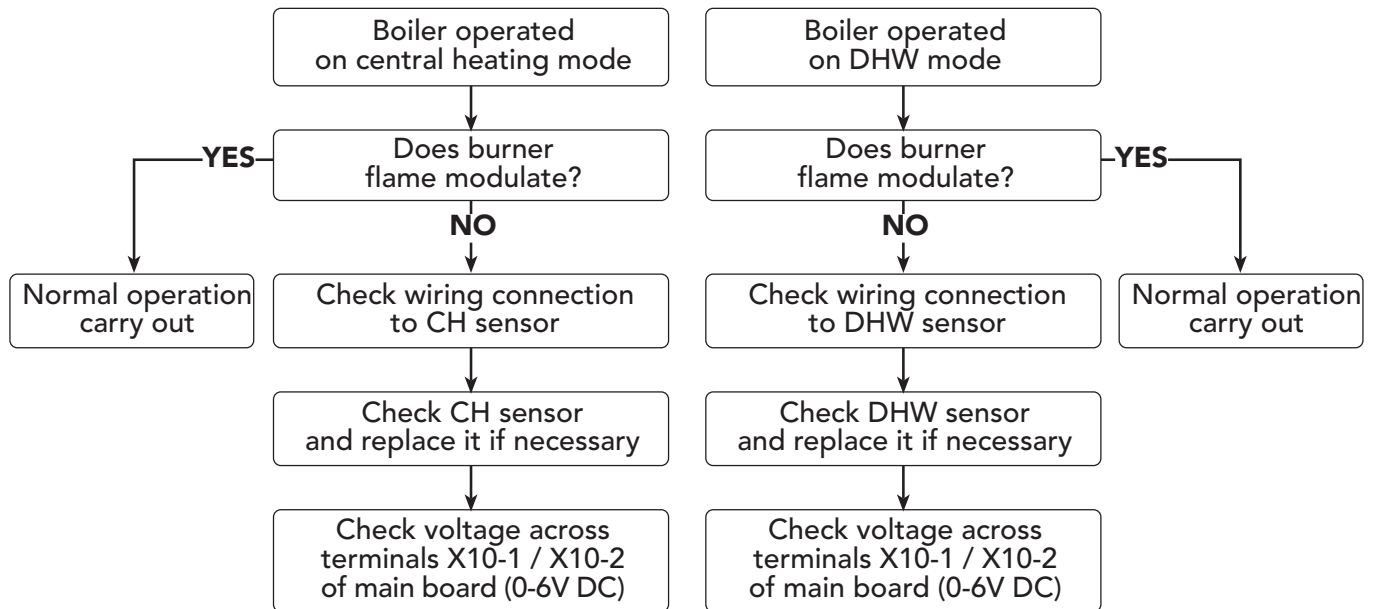 Boiler operated
on central heating mode
Does burner
flame modulate?
YES
NO
Normal operation
carry out
Check wiring connection
to CH sensor
Check CH sensor
and replace it if necessary
Check voltage across
terminals X10-1 / X10-2
of main board (0-6V DC)
Boiler operated
on DHW mode
Does burner
flame modulate?
YES
NO
Check wiring connection
to DHW sensor
Normal operation
carry out
Check DHW sensor
and replace it if necessary
Check voltage across
terminals X10-1 / X10-2
of main board (0-6V DC)